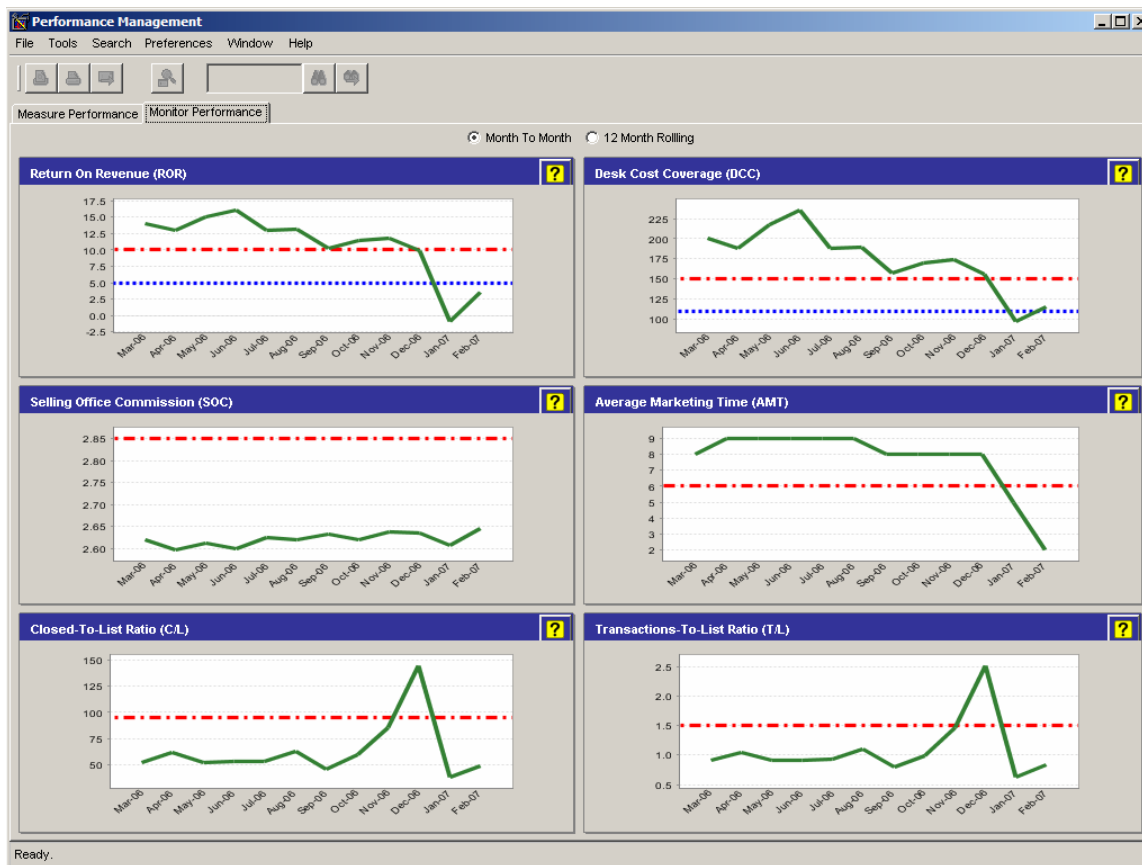 Performance Management
File Tools Search Preferences Window Help
Measure Performance Monitor Performance
Month To Month 12 Month Rollling
Return On Revenue (ROR) ?
17.5
15.0
12.5
10.0
7.5
5.0
2.5
0.0
-2.5
Mar-06 Apr-06 May-06 Jun-06 Jul-06 Aug-06 Sep-06 Oct-06 Nov-06 Dec-06 Jan-07 Feb-07
Desk Cost Coverage (DCC) ?
225
200
175
150
125
100
Mar-06 Apr-06 May-06 Jun-06 Jul-06 Aug-06 Sep-06 Oct-06 Nov-06 Dec-06 Jan-07 Feb-07
Selling Office Commission (SOC) ?
2.85
2.80
2.75
2.70
2.65
2.60
Mar-06 Apr-06 May-06 Jun-06 Jul-06 Aug-06 Sep-06 Oct-06 Nov-06 Dec-06 Jan-07 Feb-07
Average Marketing Time (AMT) ?
9
8
7
6
5
4
3
2
Mar-06 Apr-06 May-06 Jun-06 Jul-06 Aug-06 Sep-06 Oct-06 Nov-06 Dec-06 Jan-07 Feb-07
Closed-To-List Ratio (C/L) ?
150
125
100
75
50
Mar-06 Apr-06 May-06 Jun-06 Jul-06 Aug-06 Sep-06 Oct-06 Nov-06 Dec-06 Jan-07 Feb-07
Transactions-To-List Ratio (T/L) ?
2.5
2.0
1.5
1.0
0.5
Mar-06 Apr-06 May-06 Jun-06 Jul-06 Aug-06 Sep-06 Oct-06 Nov-06 Dec-06 Jan-07 Feb-07
Ready.